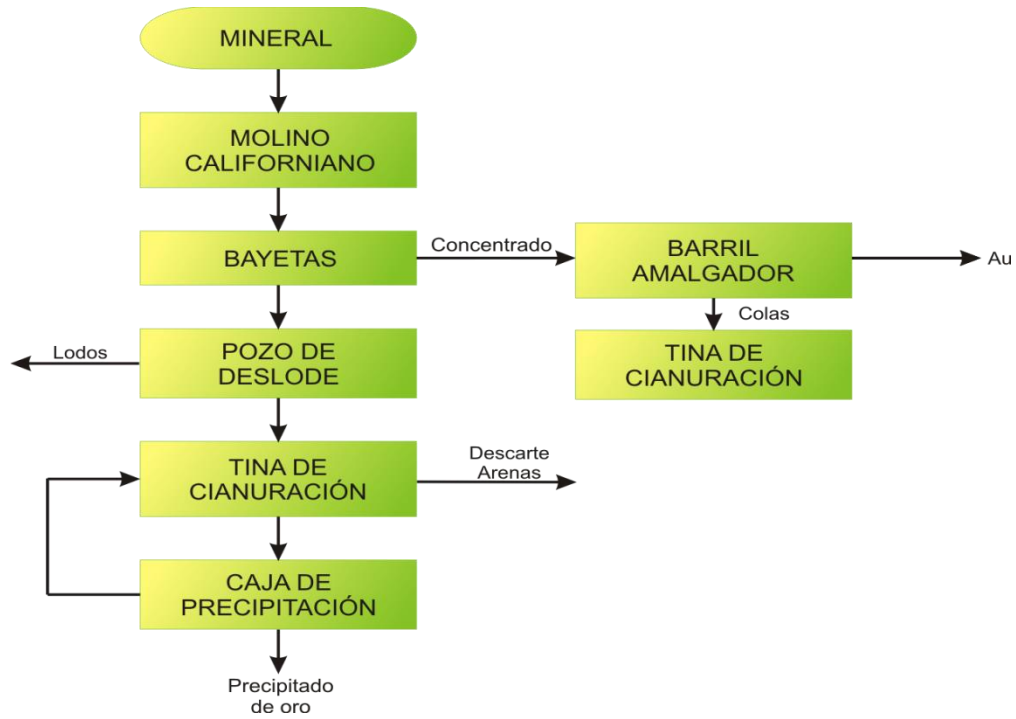 MINERAL
MOLINO
CALIFORNIANO
BAYETAS
Concentrado
BARRIL
AMALGADOR
Au
Colas
TINA DE
CIANURACIÓN
Lodos
POZO DE
DESLODE
TINA DE
CIANURACIÓN
Descarte
Arenas
CAJA DE
PRECIPITACIÓN
Precipitado
de oro